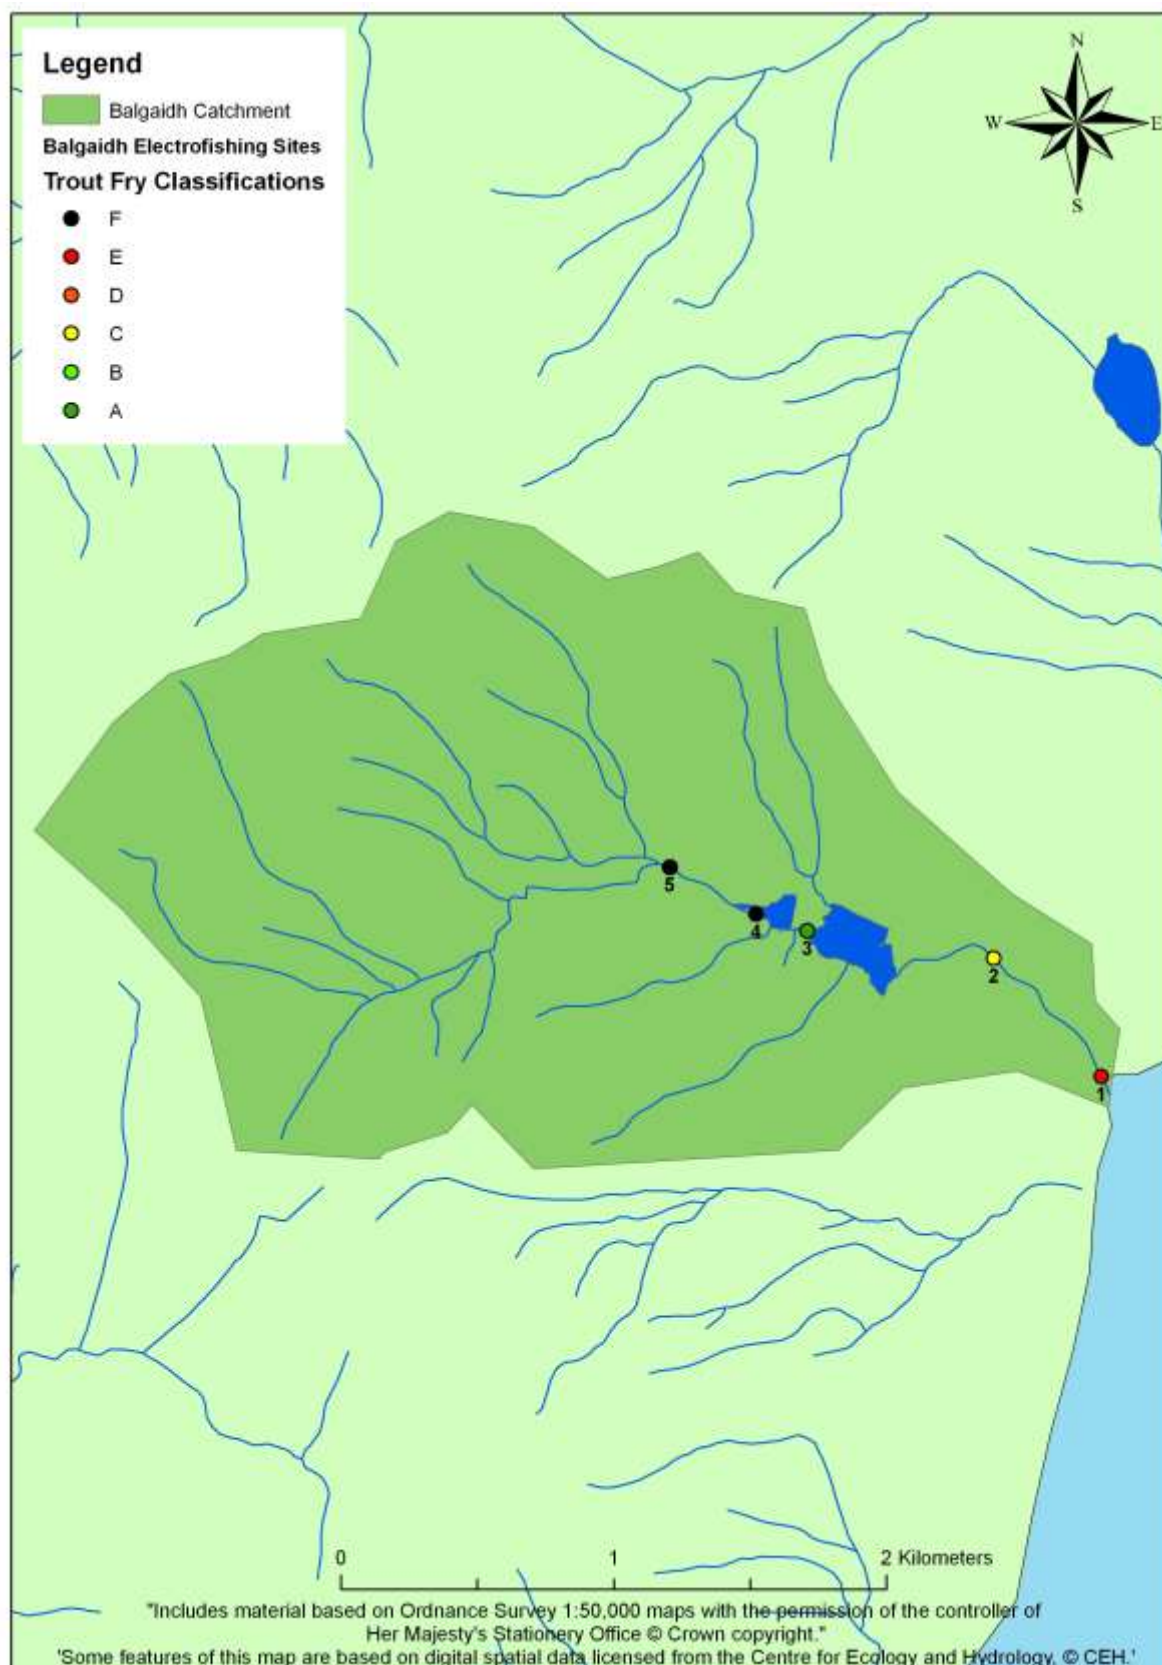 Legend
Balgaidh Catchment
Balgaidh Electrofishing Sites
Trout Fry Classifications
F
E
D
C
B
A
N
W E
S
5
4
3
2
1
0 1 2 Kilometers
"Includes material based on Ordnance Survey 1:50,000 maps with the permission of the controller of
Her Majesty's Stationery Office © Crown copyright."
'Some features of this map are based on digital spatial data licensed from the Centre for Ecology and Hydrology, © CEH.'